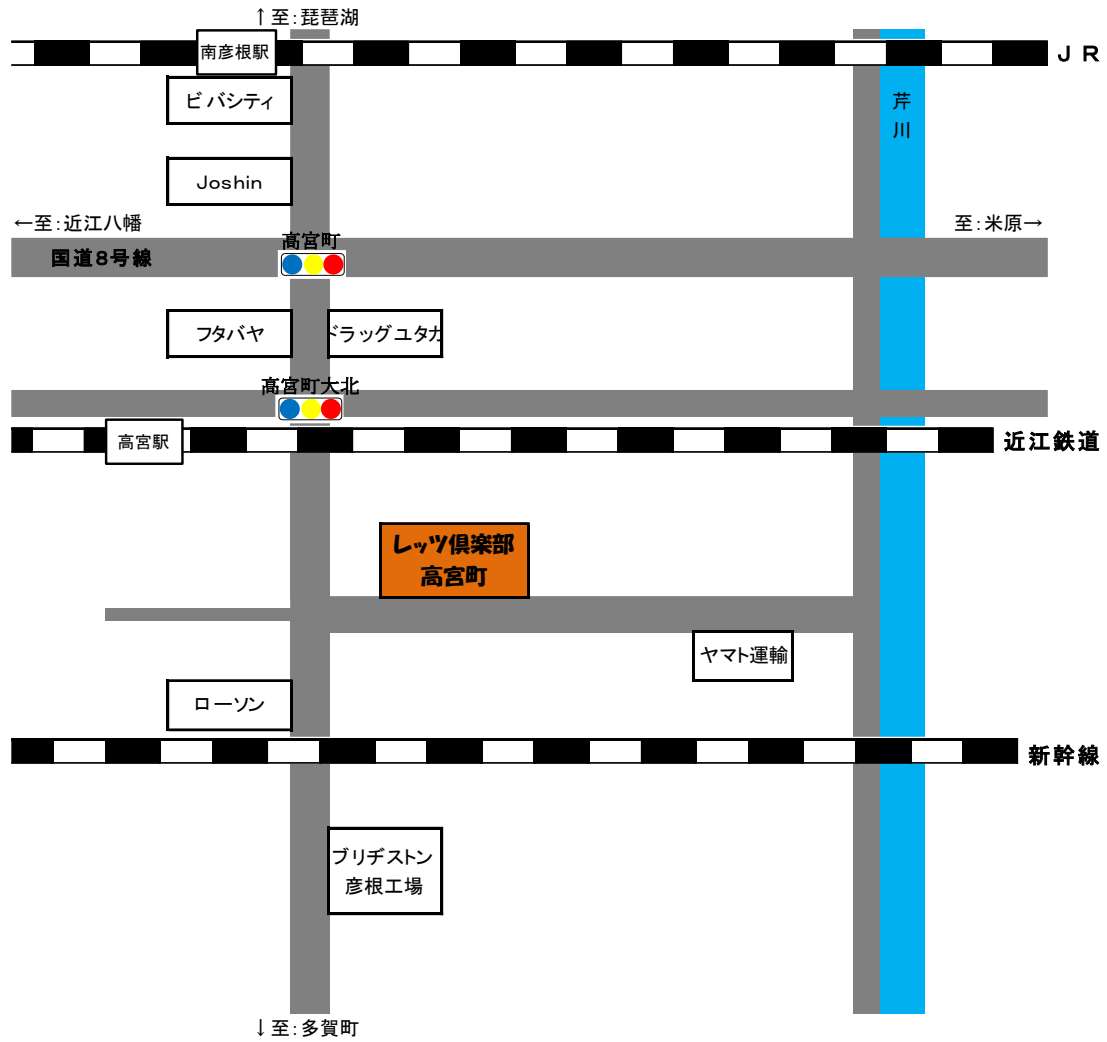 ↑至：琵琶湖
南彦根駅
ＪＲ
ビバシティ
芹
川
Joshin
←至：近江八幡
至：米原→
高宮町
国道8号線
フタバヤ
ドラッグユタカ
高宮町大北
高宮駅
近江鉄道
レッツ倶楽部
高宮町
ヤマト運輸
ローソン
新幹線
ブリヂストン
彦根工場
↓至：多賀町